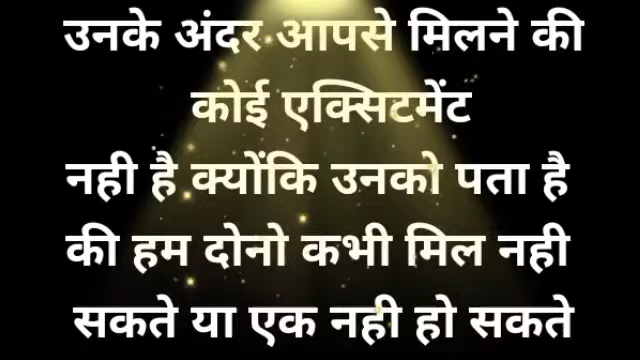 उनके अंदर आपसे मिलने की
कोई एक्सिटमेंट
नही है क्योंकि उनको पता है
की हम दोनो कभी मिल नही
सकते या एक नही हो सकते